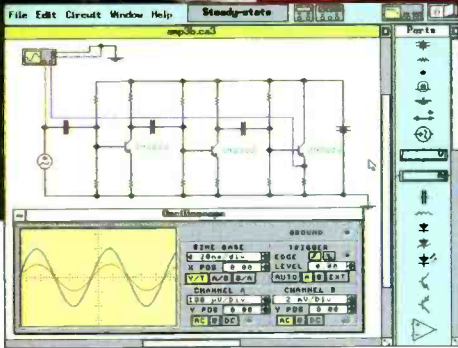 File Edit Circuit Window Help
Steady-state
amp3b.ca3
Parts
Oscilloscope
GROUND
TIME BASE
TRIGGER
EDGE
X POS 0 00
LEVEL 0 00
Y/T A/B B/A
AUTO A B EXT
CHANNEL A
CHANNEL B
100 µV/Div
2 mV/Div
Y POS 0 00
Y POS 0 00
AC 0 DC
AC 0 DC